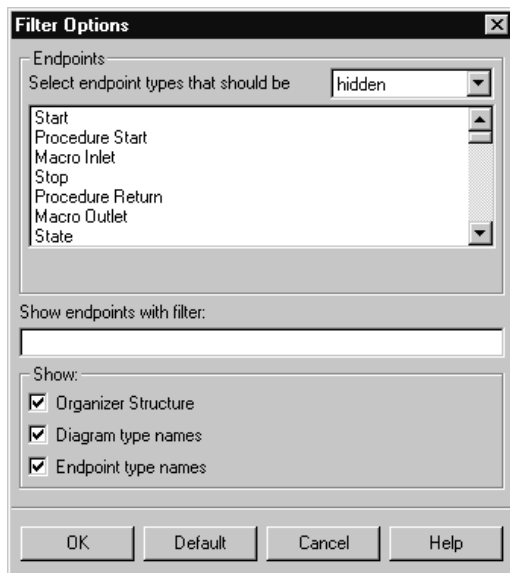 Filter Options
Endpoints
Select endpoint types that should be hidden
Start
Procedure Start
Macro Inlet
Stop
Procedure Return
Macro Outlet
State
Show endpoints with filter:
Show:
Organizer Structure
Diagram type names
Endpoint type names
OK Default Cancel Help